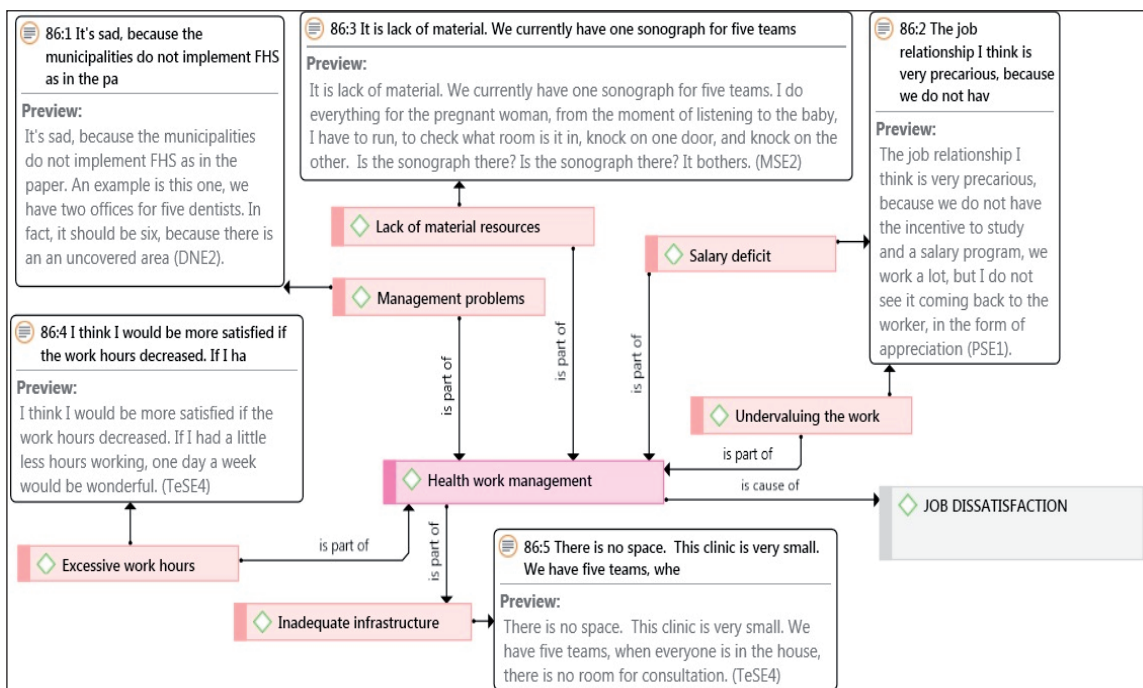 86:1 It's sad, because the
municipalities do not implement FHS
as in the pa
Preview:
It's sad, because the municipalities
do not implement FHS as in the
paper. An example is this one, we
have two offices for five dentists. In
fact, it should be six, because there is
an an uncovered area (DNE2).
86:3 It is lack of material. We currently have one sonograph for five teams
Preview:
It is lack of material. We currently have one sonograph for five teams. I do
everything for the pregnant woman, from the moment of listening to the baby,
I have to run, to check what room is it in, knock on one door, and knock on the
other. Is the sonograph there? Is the sonograph there? It bothers. (MSE2)
86:2 The job
relationship I think
is very precarious,
because we do not hav
Preview:
The job relationship I
think is very precarious,
because we do not have
the incentive to study
and a salary program, we
work a lot, but I do not
see it coming back to the
worker, in the form of
appreciation (PSE1).
Lack of material resources
Salary deficit
Management problems
86:4 I think I would be more satisfied if
the work hours decreased. If I ha
Preview:
I think I would be more satisfied if the
work hours decreased. If I had a little
less hours working, one day a week
would be wonderful. (TeSE4)
is part of
is part of
is part of
Undervaluing the work
is part of
Health work management
is cause of
JOB DISSATISFACTION
Excessive work hours
is part of
is part of
Inadequate infrastructure
86:5 There is no space. This clinic is very small.
We have five teams, whe
Preview:
There is no space. This clinic is very small. We
have five teams, when everyone is in the house,
there is no room for consultation. (TeSE4)